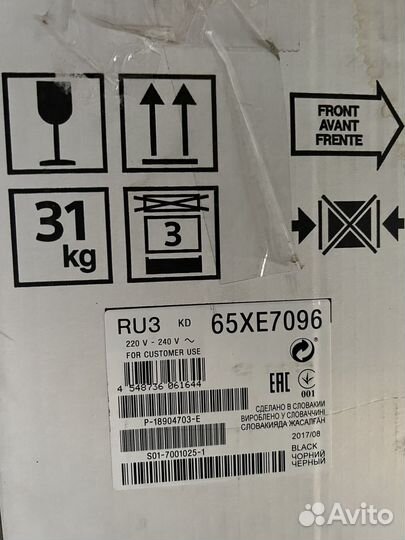 FRONT
AVANT
FRENTE
31
kg
3
RU3 KD 65XE7096
220 V - 240 V ~
FOR CUSTOMER USE
4 548736 061644
EAC
001
P-18904703-E
S01-7001025-1
СДЕЛАНО В СЛОВАКИИ
ВИРОБЛЕНО У СЛОВАЧЧИНІ
СЛОВАКИЯДА ЖАСАЛҒАН
2017/08
BLACK
ЧОРНИЙ
ЧЕРНЫЙ
Avito